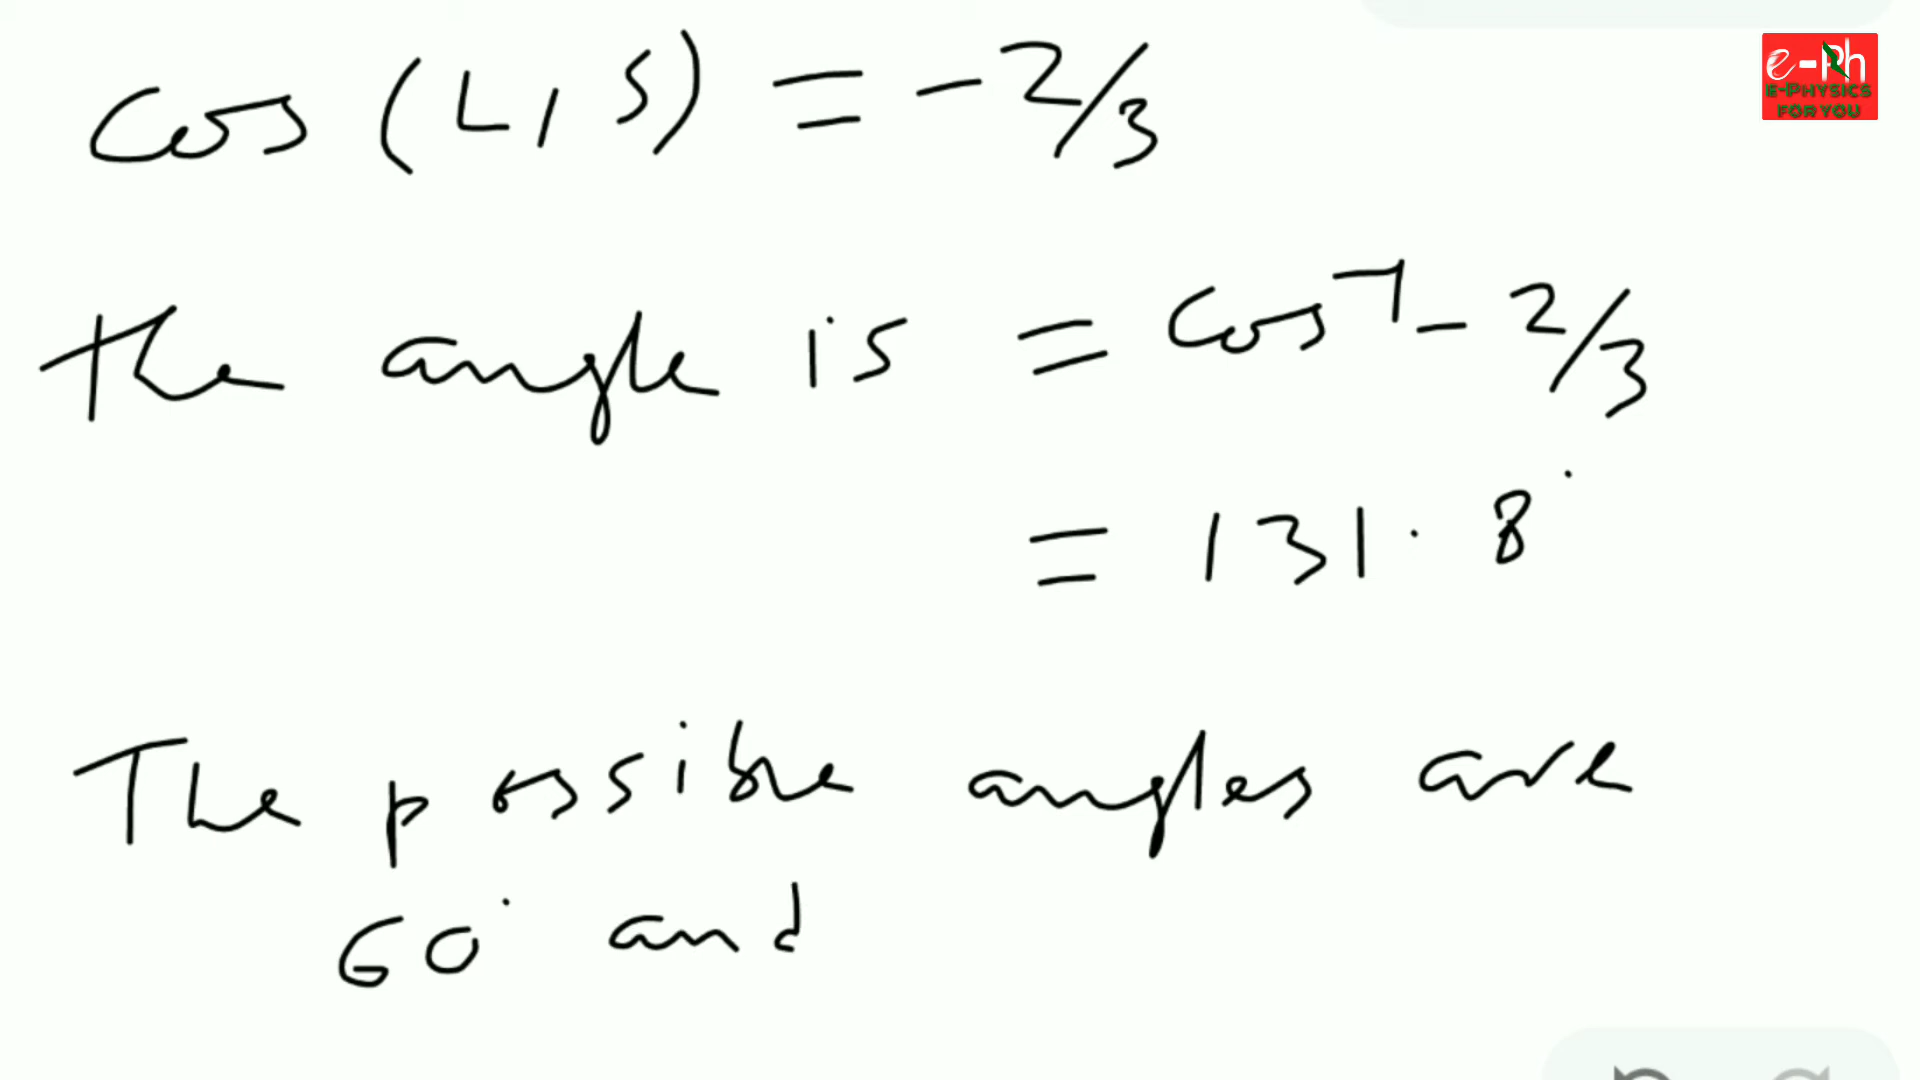 e-Ph
E-PHYSICS
FOR YOU
cos (L, S) = - 2/3
the angle is = cos⁻¹ - 2/3
= 131.8°
The possible angles are
60° and